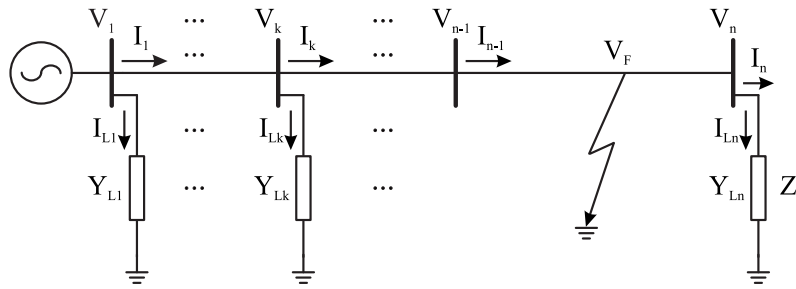 V1 Vk Vn-1 VF Vn
I1 ... Ik ... In-1 In
... ...
IL1 ... ILk ... ILn
YL1 ... YLk ... YLn Z